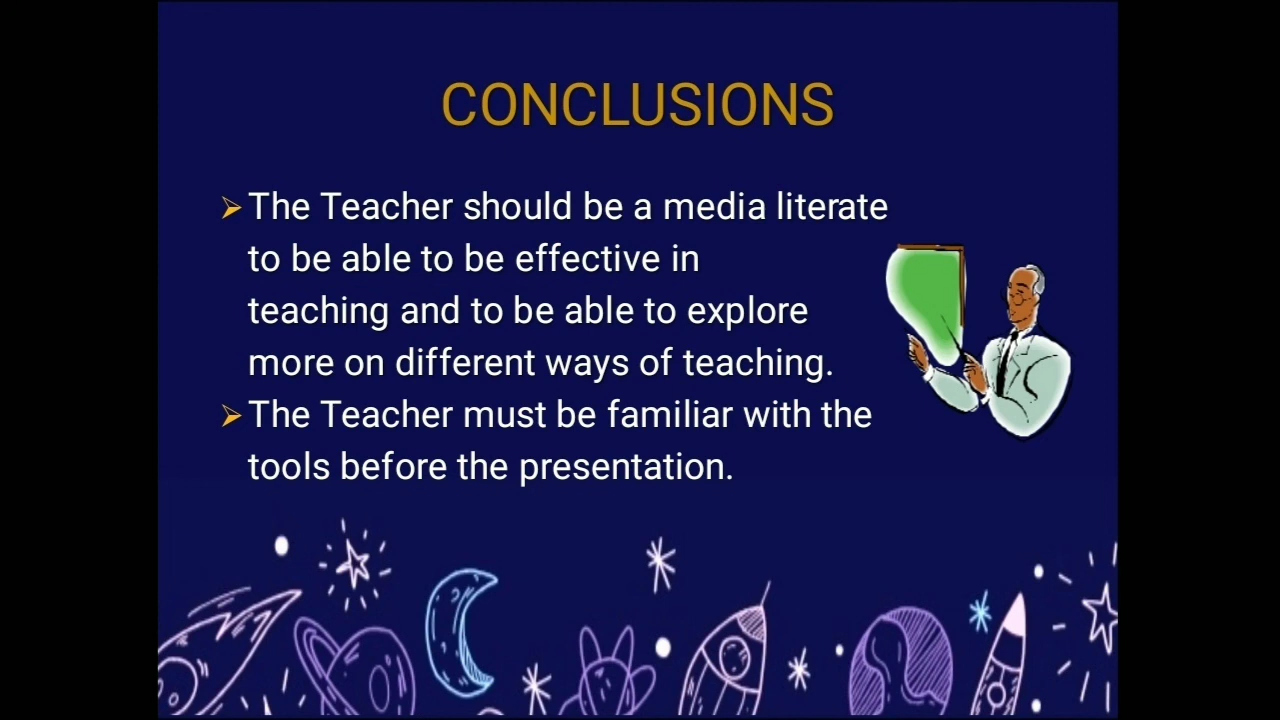 CONCLUSIONS
➢The Teacher should be a media literate
to be able to be effective in
teaching and to be able to explore
more on different ways of teaching.
➢The Teacher must be familiar with the
tools before the presentation.